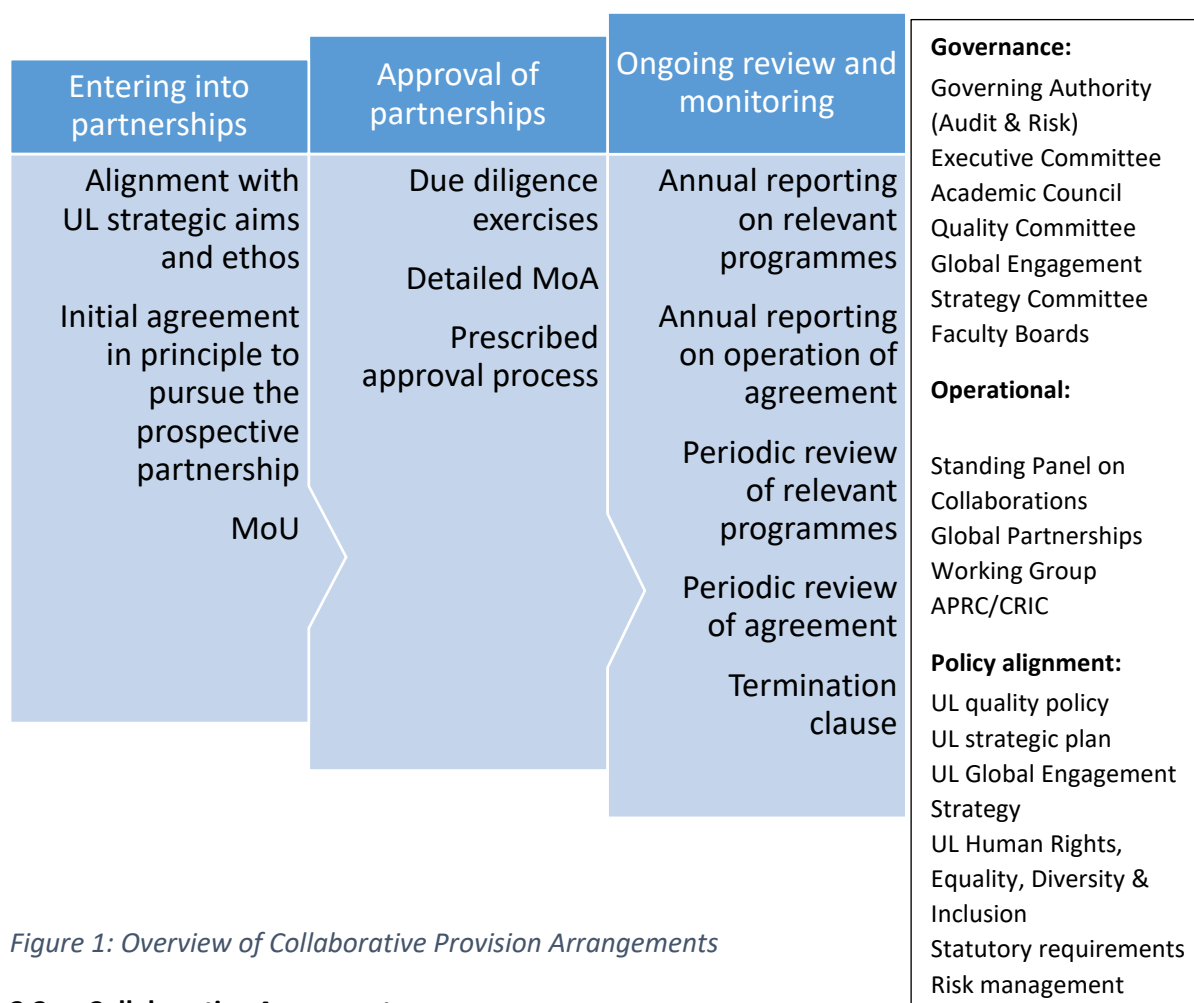 Entering into
partnerships
Alignment with
UL strategic aims
and ethos
Initial agreement
in principle to
pursue the
prospective
partnership
MoU
Approval of
partnerships
Due diligence
exercises
Detailed MoA
Prescribed
approval process
Ongoing review and
monitoring
Annual reporting
on relevant
programmes
Annual reporting
on operation of
agreement
Periodic review
of relevant
programmes
Periodic review
of agreement
Termination
clause
Governance:
Governing Authority
(Audit & Risk)
Executive Committee
Academic Council
Quality Committee
Global Engagement
Strategy Committee
Faculty Boards
Operational:
Standing Panel on
Collaborations
Global Partnerships
Working Group
APRC/CRIC
Policy alignment:
UL quality policy
UL strategic plan
UL Global Engagement
Strategy
UL Human Rights,
Equality, Diversity &
Inclusion
Statutory requirements
Risk management
Figure 1: Overview of Collaborative Provision Arrangements